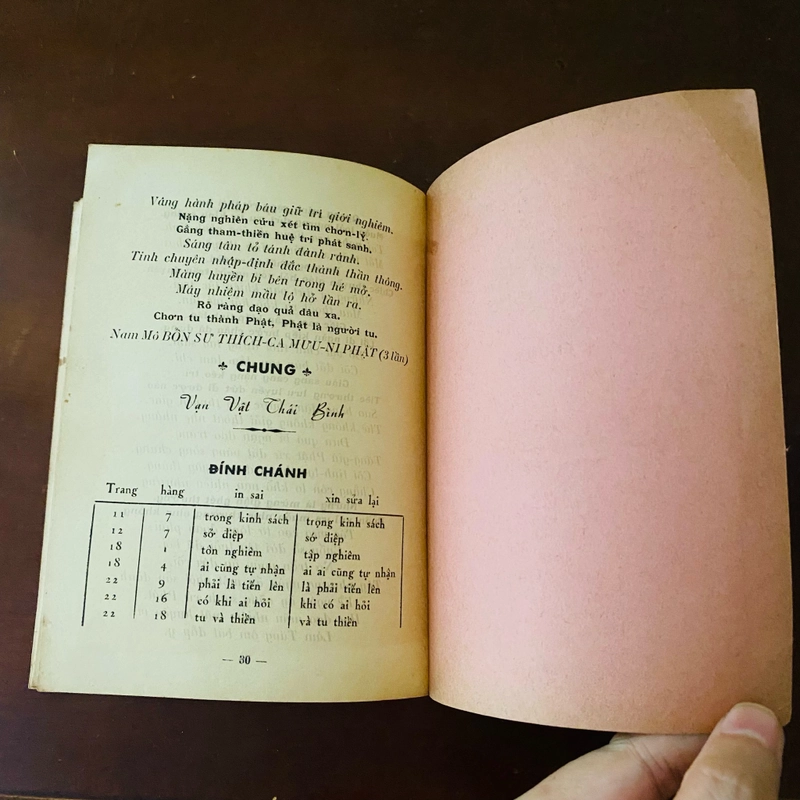 Vâng hành pháp báu giữ trì giới nghiêm.
Nặng nghiên cứu xét tìm chơn-lý.
Gắng tham-thiền huệ trí phát sanh.
Sáng tâm tỏ tánh đành rành.
Tinh chuyên nhập-định đắc thành thần thông.
Màng huyền bí bên trong hé mở.
Máy nhiệm mầu lộ hở lần ra.
Rõ ràng đạo quả đâu xa.
Chơn tu thành Phật, Phật là người tu.
Nam Mô BỒN SƯ THÍCH-CA MƯU-NI PHẬT (3 lần)
CHUNG
Vạn Vật Thái Bình
ĐÍNH CHÁNH
Trang hàng in sai xin sửa lại
11 7 trong kinh sách trọng kinh sách
12 7 sở điệp sớ điệp
18 1 tôn nghiêm tập nghiêm
18 4 ai cũng tự nhận ai ai cũng tự nhận
22 9 phải là tiến lên là phải tiến lên
22 16 có khi ai hỏi khi có ai hỏi
22 18 tu và thiền và tu thiền
— 30 —